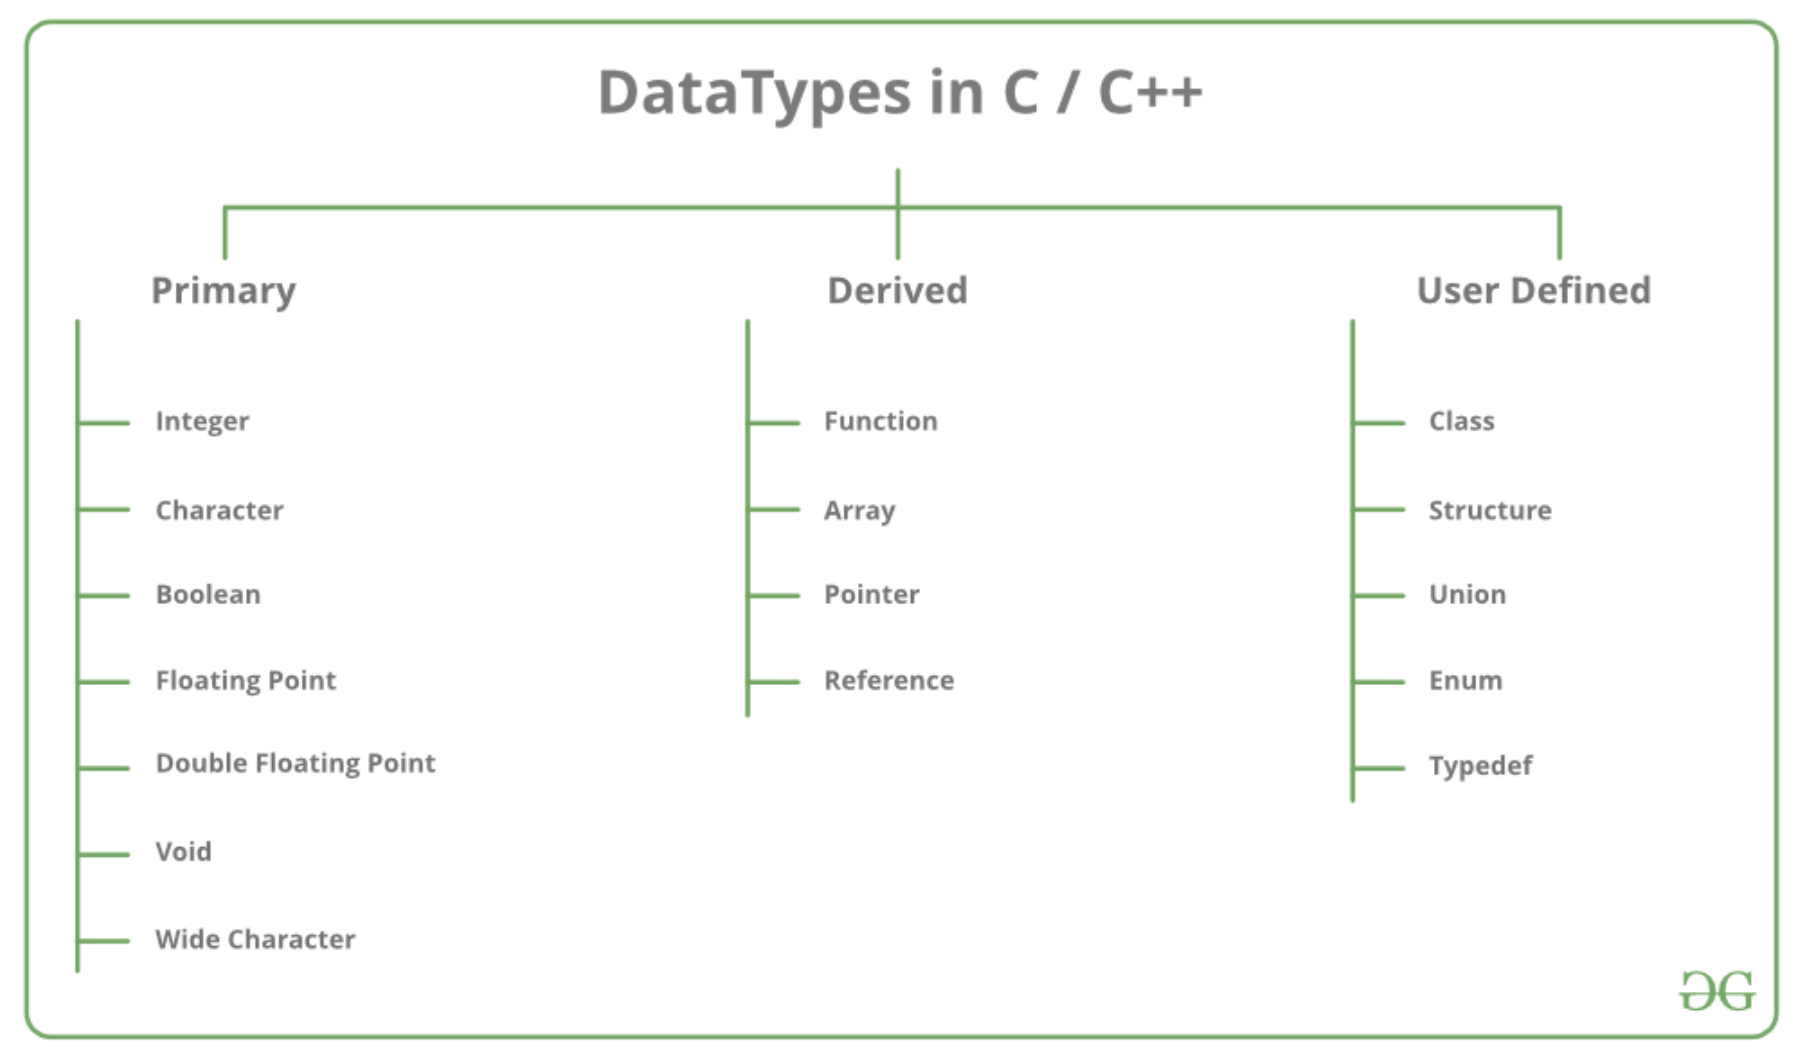 DataTypes in C / C++
Primary
Integer
Character
Boolean
Floating Point
Double Floating Point
Void
Wide Character
Derived
Function
Array
Pointer
Reference
User Defined
Class
Structure
Union
Enum
Typedef